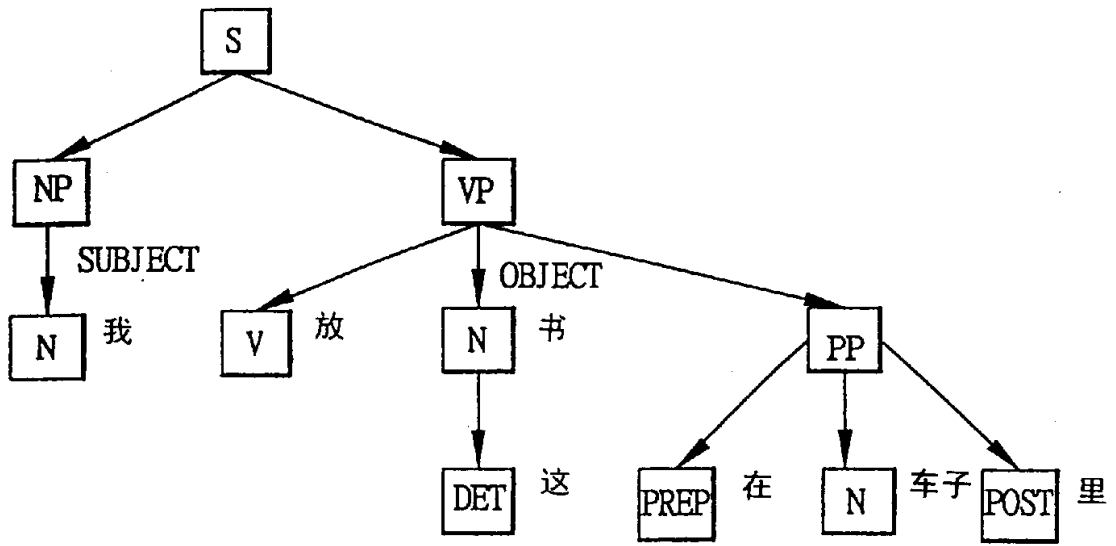 S
NP VP
SUBJECT OBJECT
N 我 V 放 N 书 PP
DET 这 PREP 在 N 车子 POST 里